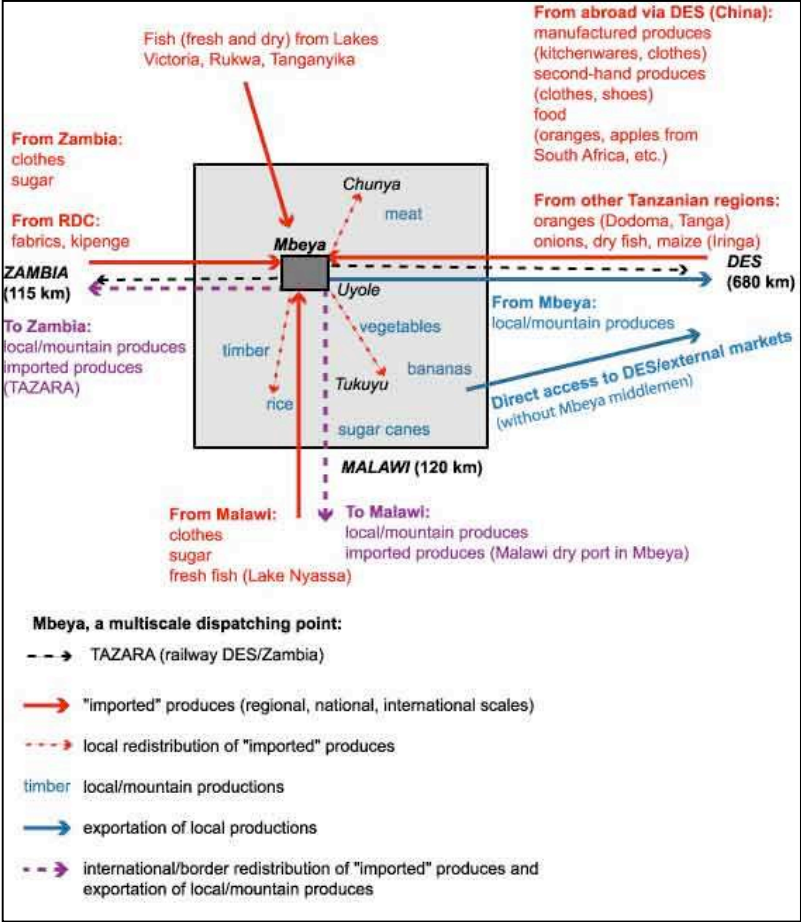 Fish (fresh and dry) from Lakes
Victoria, Rukwa, Tanganyika
From abroad via DES (China):
manufactured produces
(kitchenwares, clothes)
second-hand produces
(clothes, shoes)
food
(oranges, apples from
South Africa, etc.)
From Zambia:
clothes
sugar
From RDC:
fabrics, kipenge
From other Tanzanian regions:
oranges (Dodoma, Tanga)
onions, dry fish, maize (Iringa)
Chunya
meat
Mbeya
ZAMBIA
(115 km)
DES
(680 km)
Uyole
To Zambia:
local/mountain produces
imported produces
(TAZARA)
From Mbeya:
local/mountain produces
vegetables
timber
bananas
Tukuyu
rice
sugar canes
Direct access to DES/external markets
(without Mbeya middlemen)
MALAWI (120 km)
From Malawi:
clothes
sugar
fresh fish (Lake Nyassa)
To Malawi:
local/mountain produces
imported produces (Malawi dry port in Mbeya)
Mbeya, a multiscale dispatching point:
TAZARA (railway DES/Zambia)
"imported" produces (regional, national, international scales)
local redistribution of "imported" produces
timber local/mountain productions
exportation of local productions
international/border redistribution of "imported" produces and
exportation of local/mountain produces